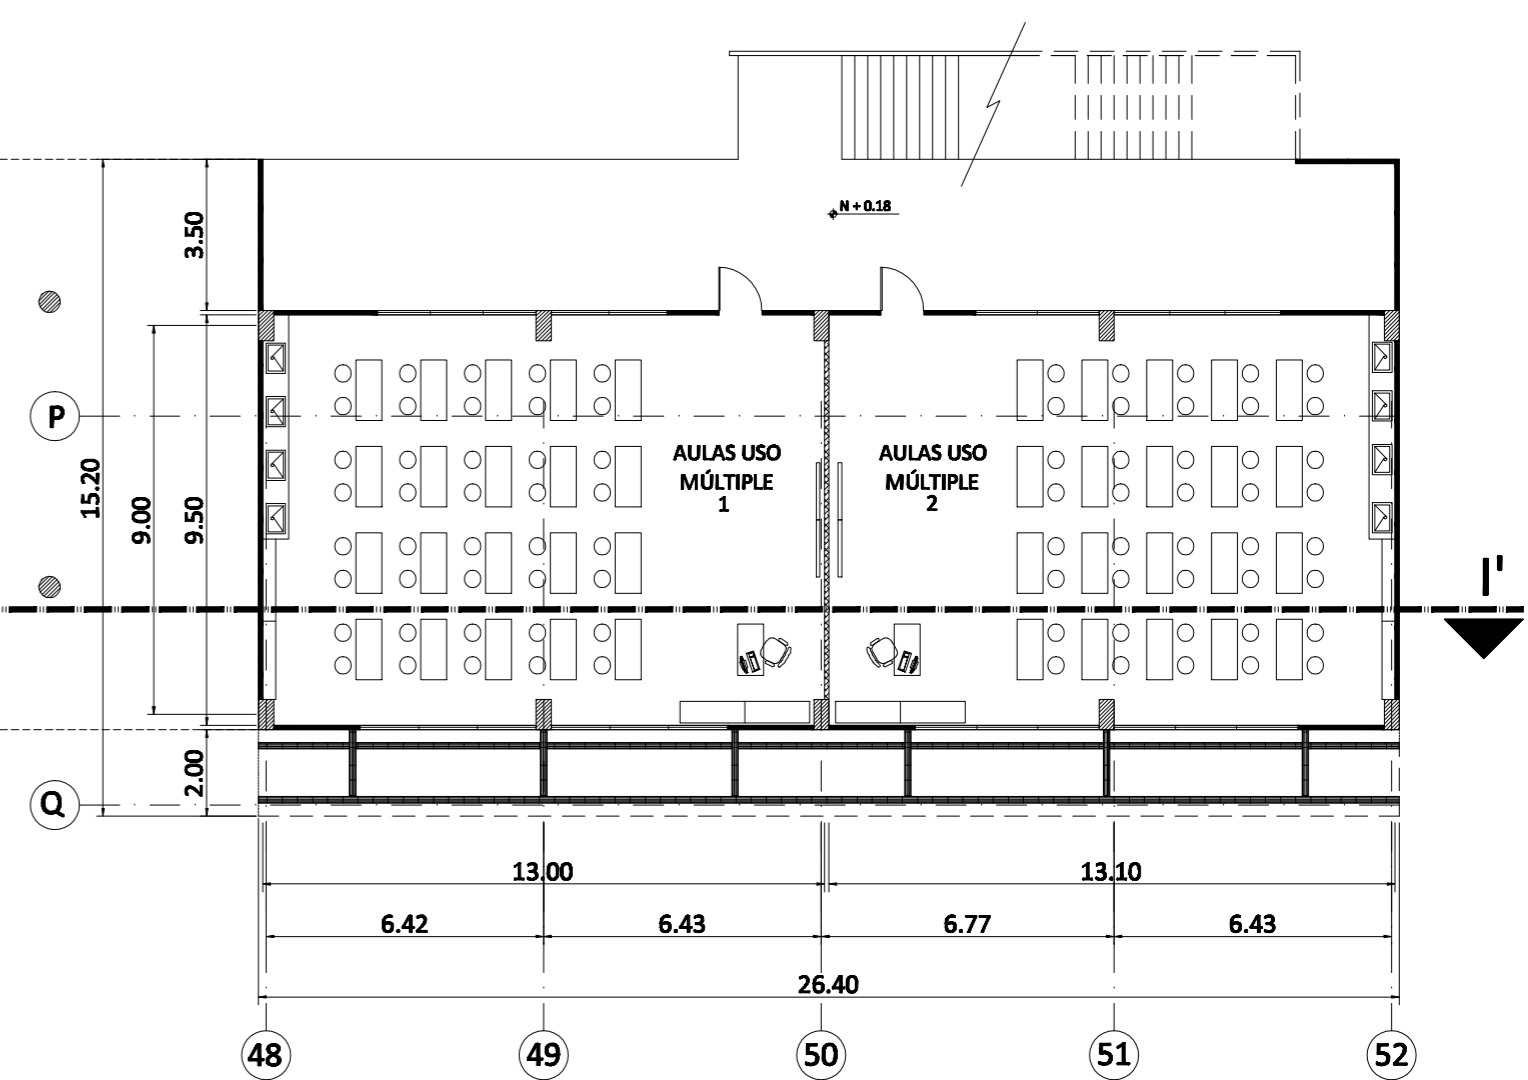 N + 0.18
3.50
P
AULAS USO
MÚLTIPLE
1
AULAS USO
MÚLTIPLE
2
15.20
9.00
9.50
I'
2.00
Q
13.00
13.10
6.42
6.43
6.77
6.43
26.40
48
49
50
51
52